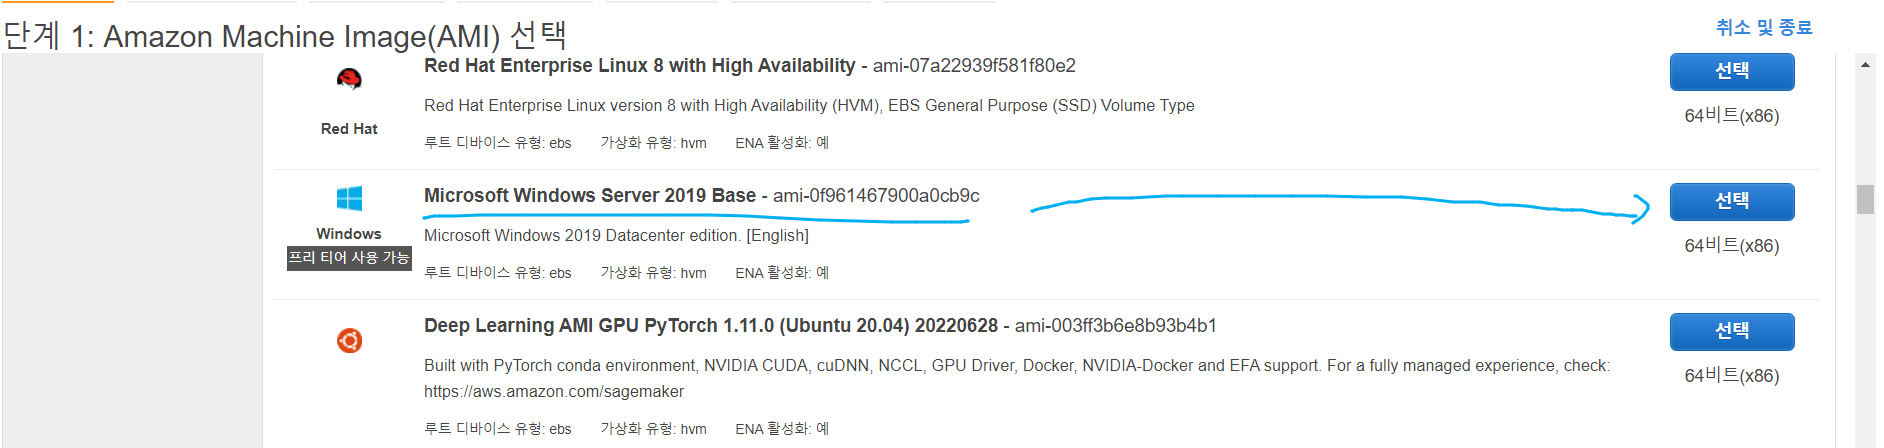 단계 1: Amazon Machine Image(AMI) 선택
취소 및 종료
Red Hat
Red Hat Enterprise Linux 8 with High Availability - ami-07a22939f581f80e2
Red Hat Enterprise Linux version 8 with High Availability (HVM), EBS General Purpose (SSD) Volume Type
루트 디바이스 유형: ebs 가상화 유형: hvm ENA 활성화: 예
선택
64비트(x86)
Windows
프리 티어 사용 가능
Microsoft Windows Server 2019 Base - ami-0f961467900a0cb9c
Microsoft Windows 2019 Datacenter edition. [English]
루트 디바이스 유형: ebs 가상화 유형: hvm ENA 활성화: 예
선택
64비트(x86)
Deep Learning AMI GPU PyTorch 1.11.0 (Ubuntu 20.04) 20220628 - ami-003ff3b6e8b93b4b1
Built with PyTorch conda environment, NVIDIA CUDA, cuDNN, NCCL, GPU Driver, Docker, NVIDIA-Docker and EFA support. For a fully managed experience, check:
https://aws.amazon.com/sagemaker
루트 디바이스 유형: ebs 가상화 유형: hvm ENA 활성화: 예
선택
64비트(x86)